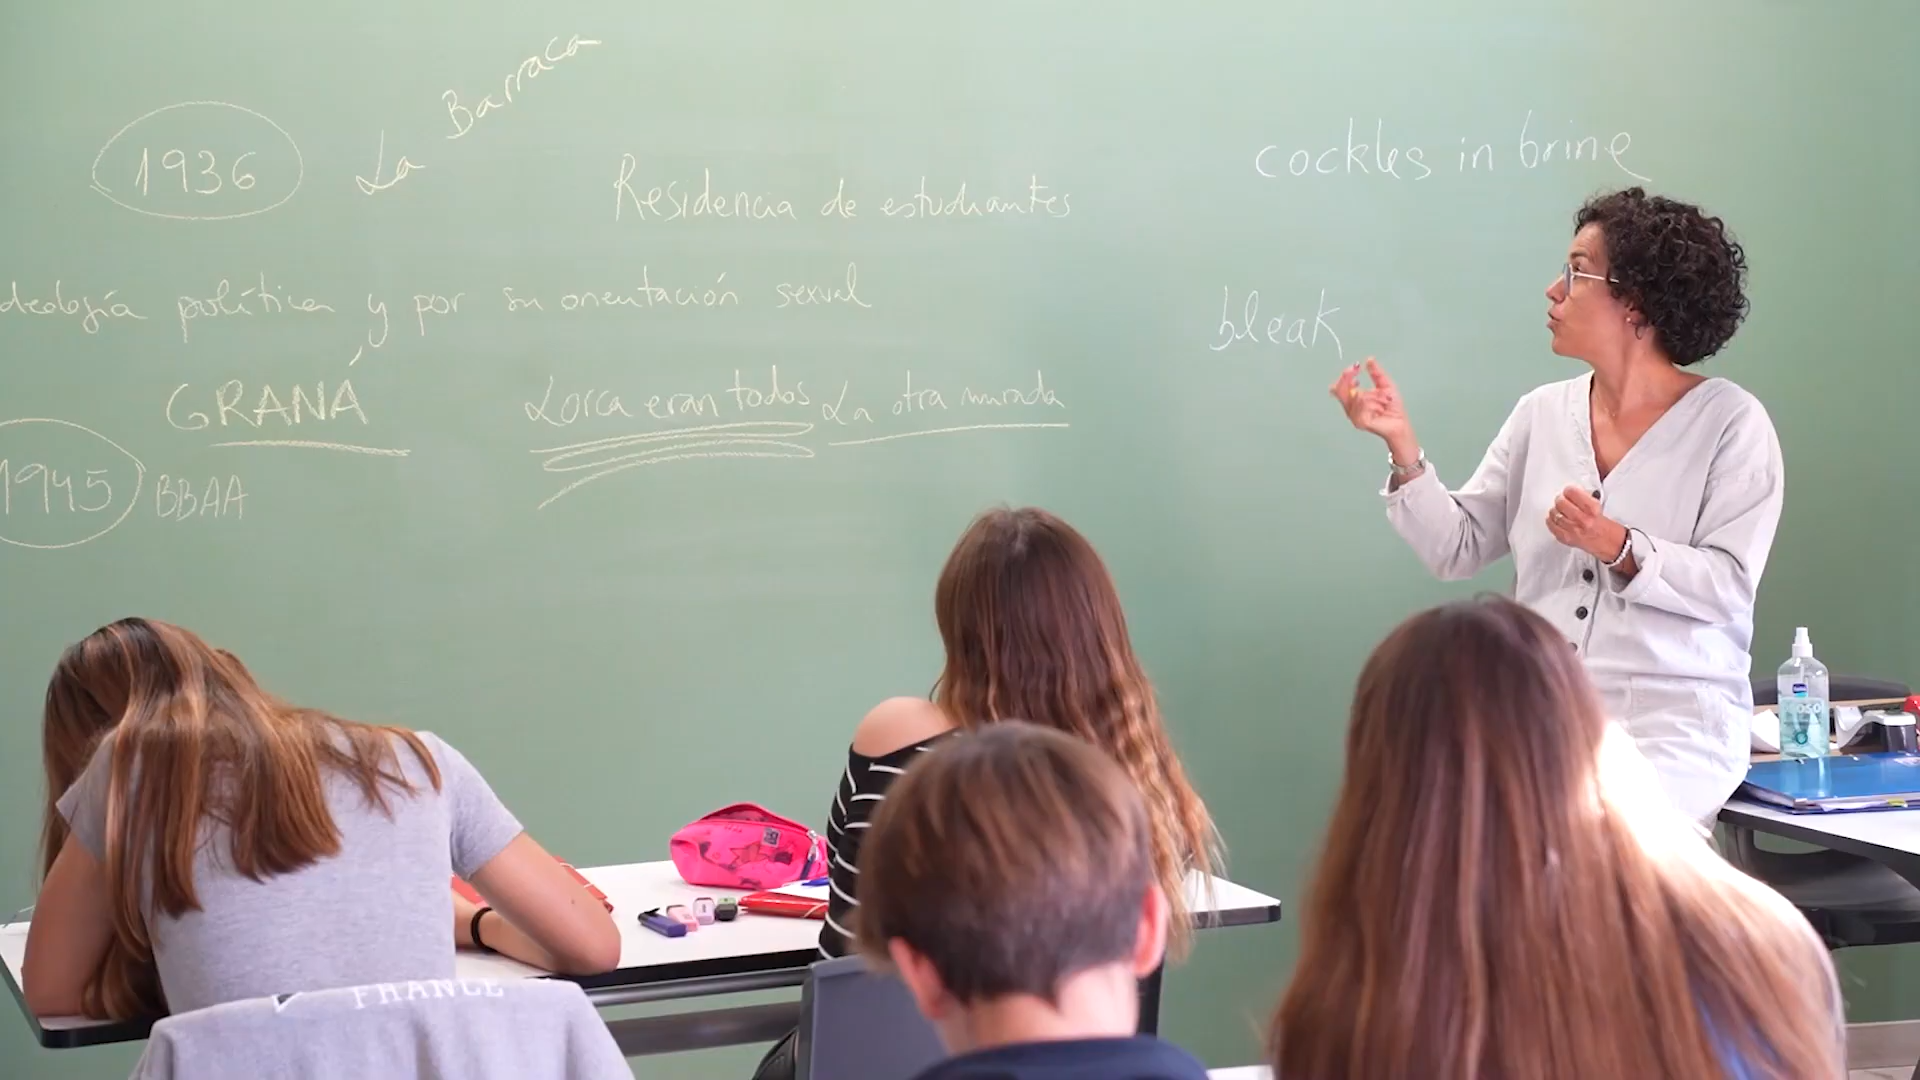 1936
La Barraca
Residencia de estudiantes
cockles in brine
deología política y por su orientación sexual
bleak
GRANÁ
Lorca eran todos
La otra mirada
1945
BBAA
FRANCE